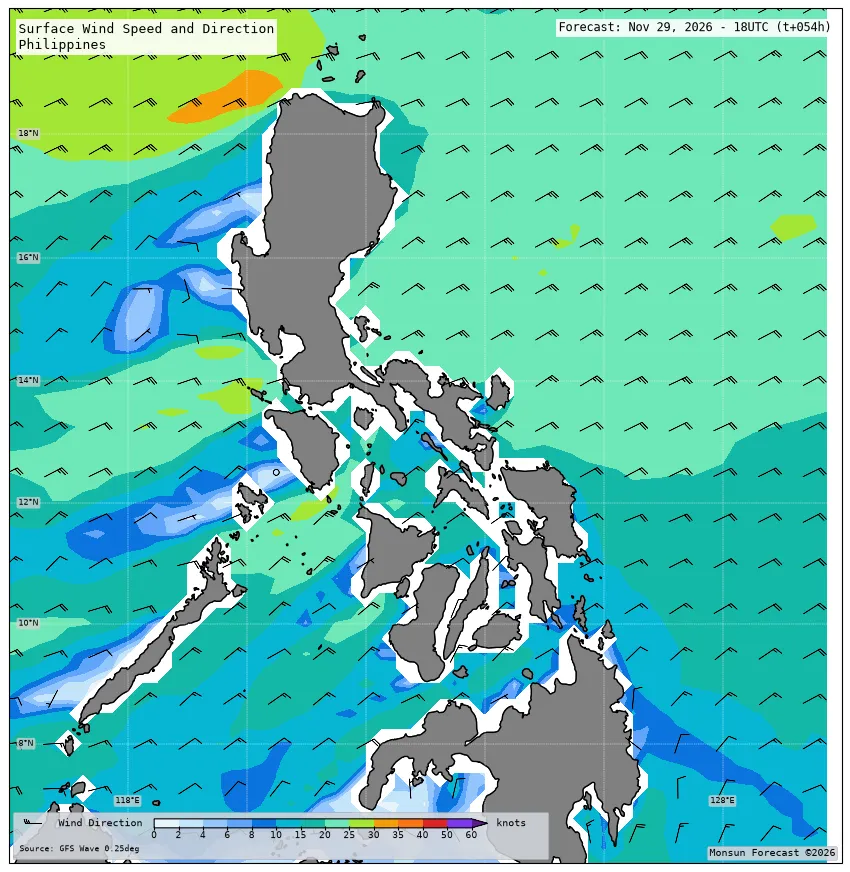 Surface Wind Speed and Direction
Philippines
Forecast: Nov 29, 2026 - 18UTC (t+054h)
18°N
16°N
14°N
12°N
10°N
8°N
118°E
128°E
Wind Direction
0 2 4 6 8 10 15 20 25 30 35 40 50 60
knots
Source: GFS Wave 0.25deg
Monsun Forecast ©2026